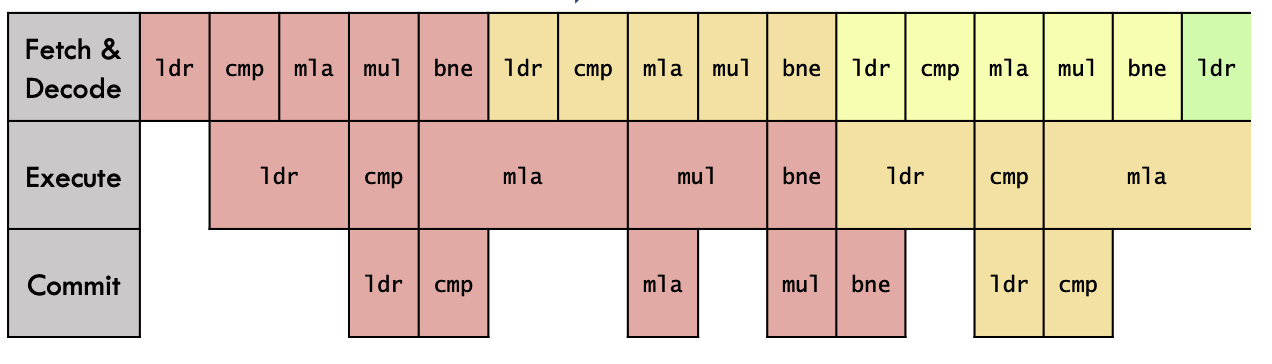 Fetch & Decode ldr cmp mla mul bne ldr cmp mla mul bne ldr cmp mla mul bne ldr
Execute ldr cmp mla mul bne ldr cmp mla
Commit ldr cmp mla mul bne ldr cmp